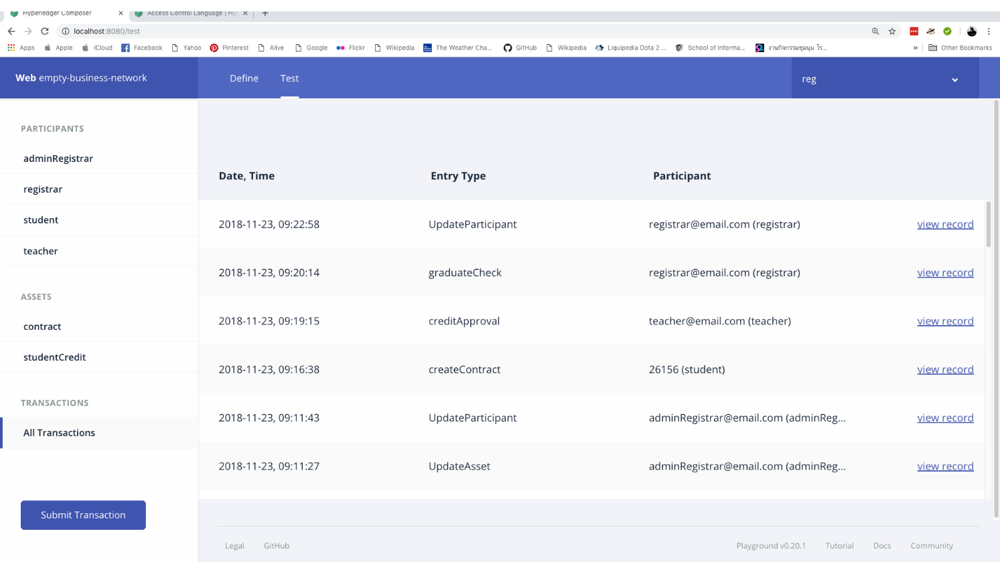 Hyperledger Composer
Access Control Language | Hyp
localhost:8080/test
Apps Apple iCloud Facebook Yahoo Pinterest Alive Google Flickr Wikipedia The Weather Cha... GitHub Wikipedia Liquipedia Dota 2 ... School of Informa... งานกิจกรรมชุมนุม โร... » Other Bookmarks
Web empty-business-network Define Test reg
PARTICIPANTS
adminRegistrar
registrar
student
teacher
ASSETS
contract
studentCredit
TRANSACTIONS
All Transactions
Submit Transaction
Date, Time Entry Type Participant
2018-11-23, 09:22:58 UpdateParticipant registrar@email.com (registrar) view record
2018-11-23, 09:20:14 graduateCheck registrar@email.com (registrar) view record
2018-11-23, 09:19:15 creditApproval teacher@email.com (teacher) view record
2018-11-23, 09:16:38 createContract 26156 (student) view record
2018-11-23, 09:11:43 UpdateParticipant adminRegistrar@email.com (adminReg... view record
2018-11-23, 09:11:27 UpdateAsset adminRegistrar@email.com (adminReg... view record
Legal GitHub Playground v0.20.1 Tutorial Docs Community